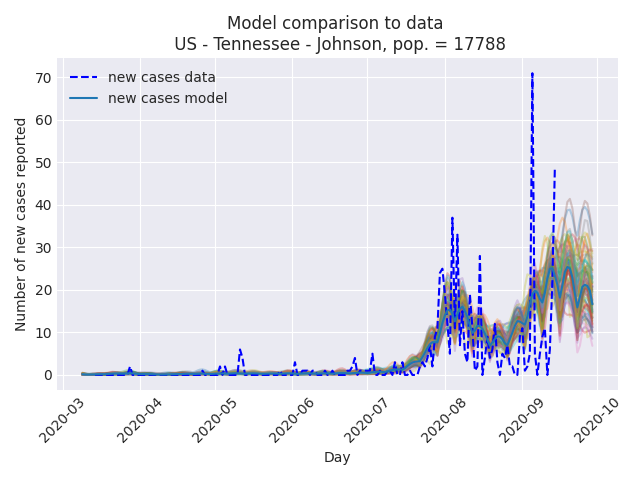 Model comparison to data
US - Tennessee - Johnson, pop. = 17788
new cases data
new cases model
Number of new cases reported
70
60
50
40
30
20
10
0
2020-03
2020-04
2020-05
2020-06
2020-07
2020-08
2020-09
2020-10
Day